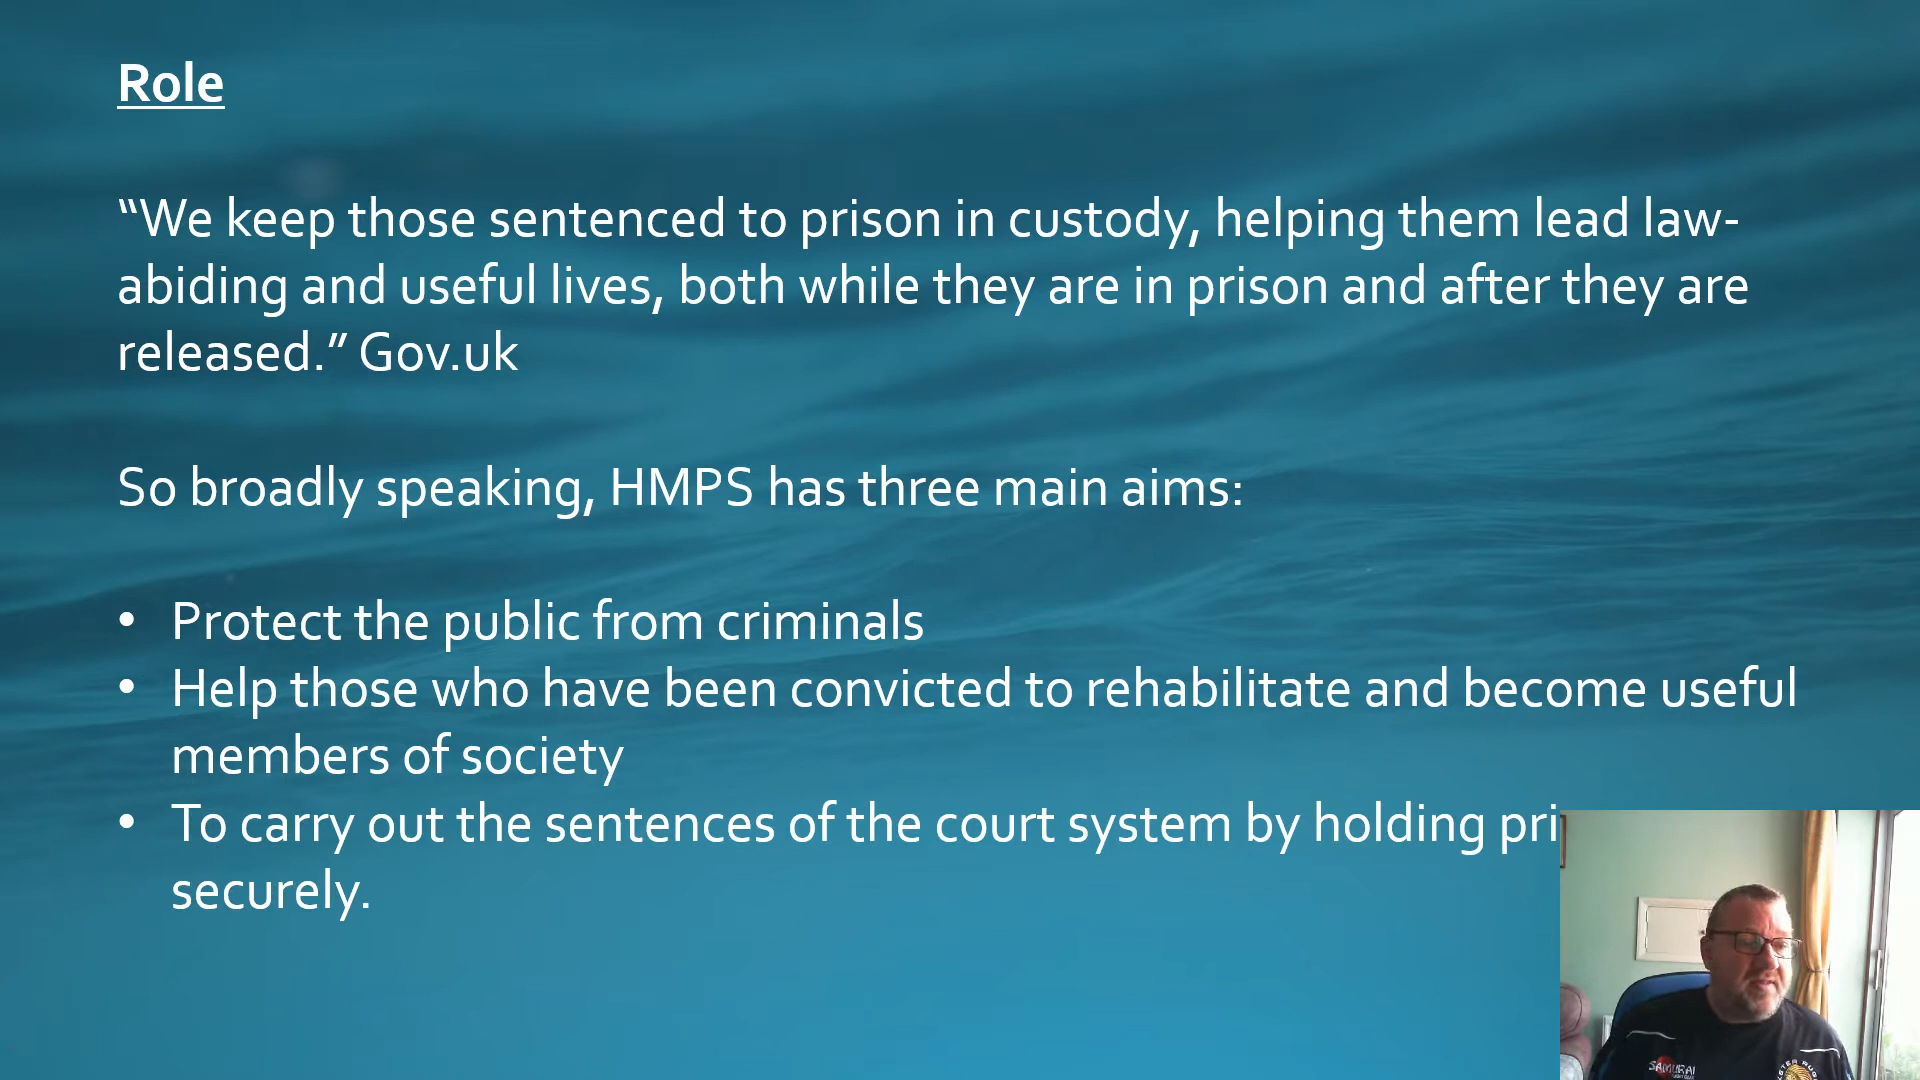 Role
“We keep those sentenced to prison in custody, helping them lead law-
abiding and useful lives, both while they are in prison and after they are
released.” Gov.uk
So broadly speaking, HMPS has three main aims:
• Protect the public from criminals
• Help those who have been convicted to rehabilitate and become useful
members of society
• To carry out the sentences of the court system by holding pri
securely.
SAMURAI